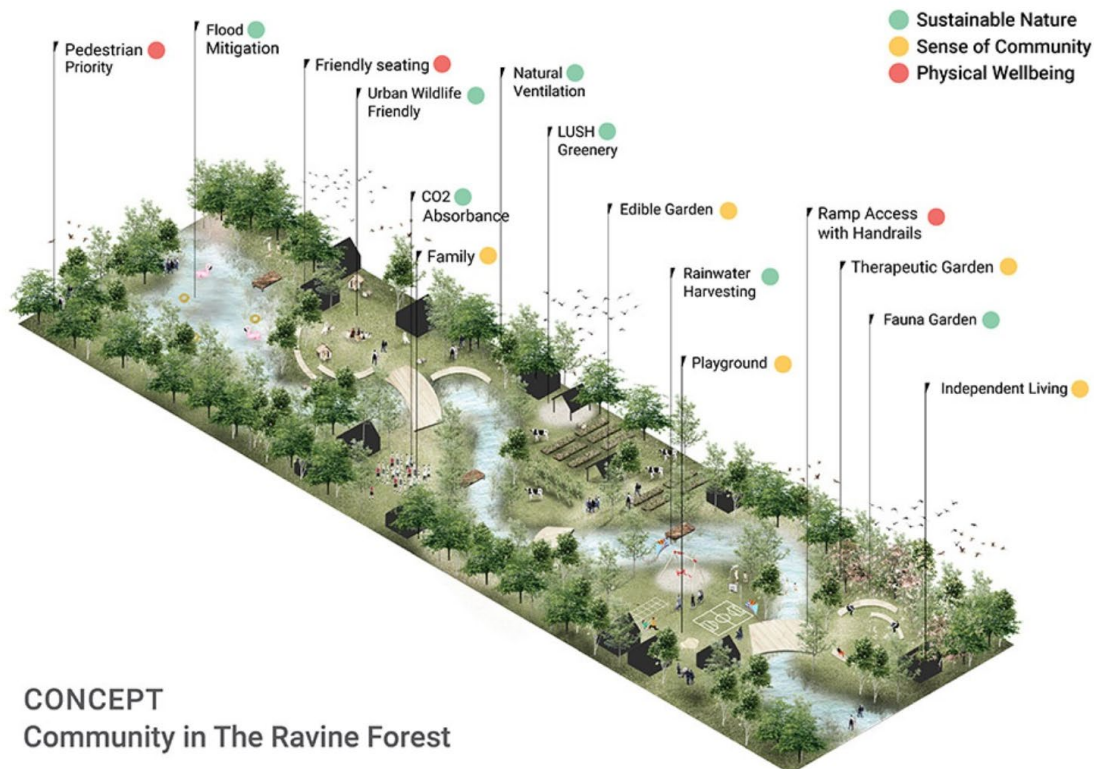 Sustainable Nature
Sense of Community
Physical Wellbeing
Pedestrian
Priority
Flood
Mitigation
Friendly seating
Urban Wildlife
Friendly
Natural
Ventilation
LUSH
Greenery
CO2
Absorbance
Family
Edible Garden
Rainwater
Harvesting
Playground
Ramp Access
with Handrails
Therapeutic Garden
Fauna Garden
Independent Living
CONCEPT
Community in The Ravine Forest